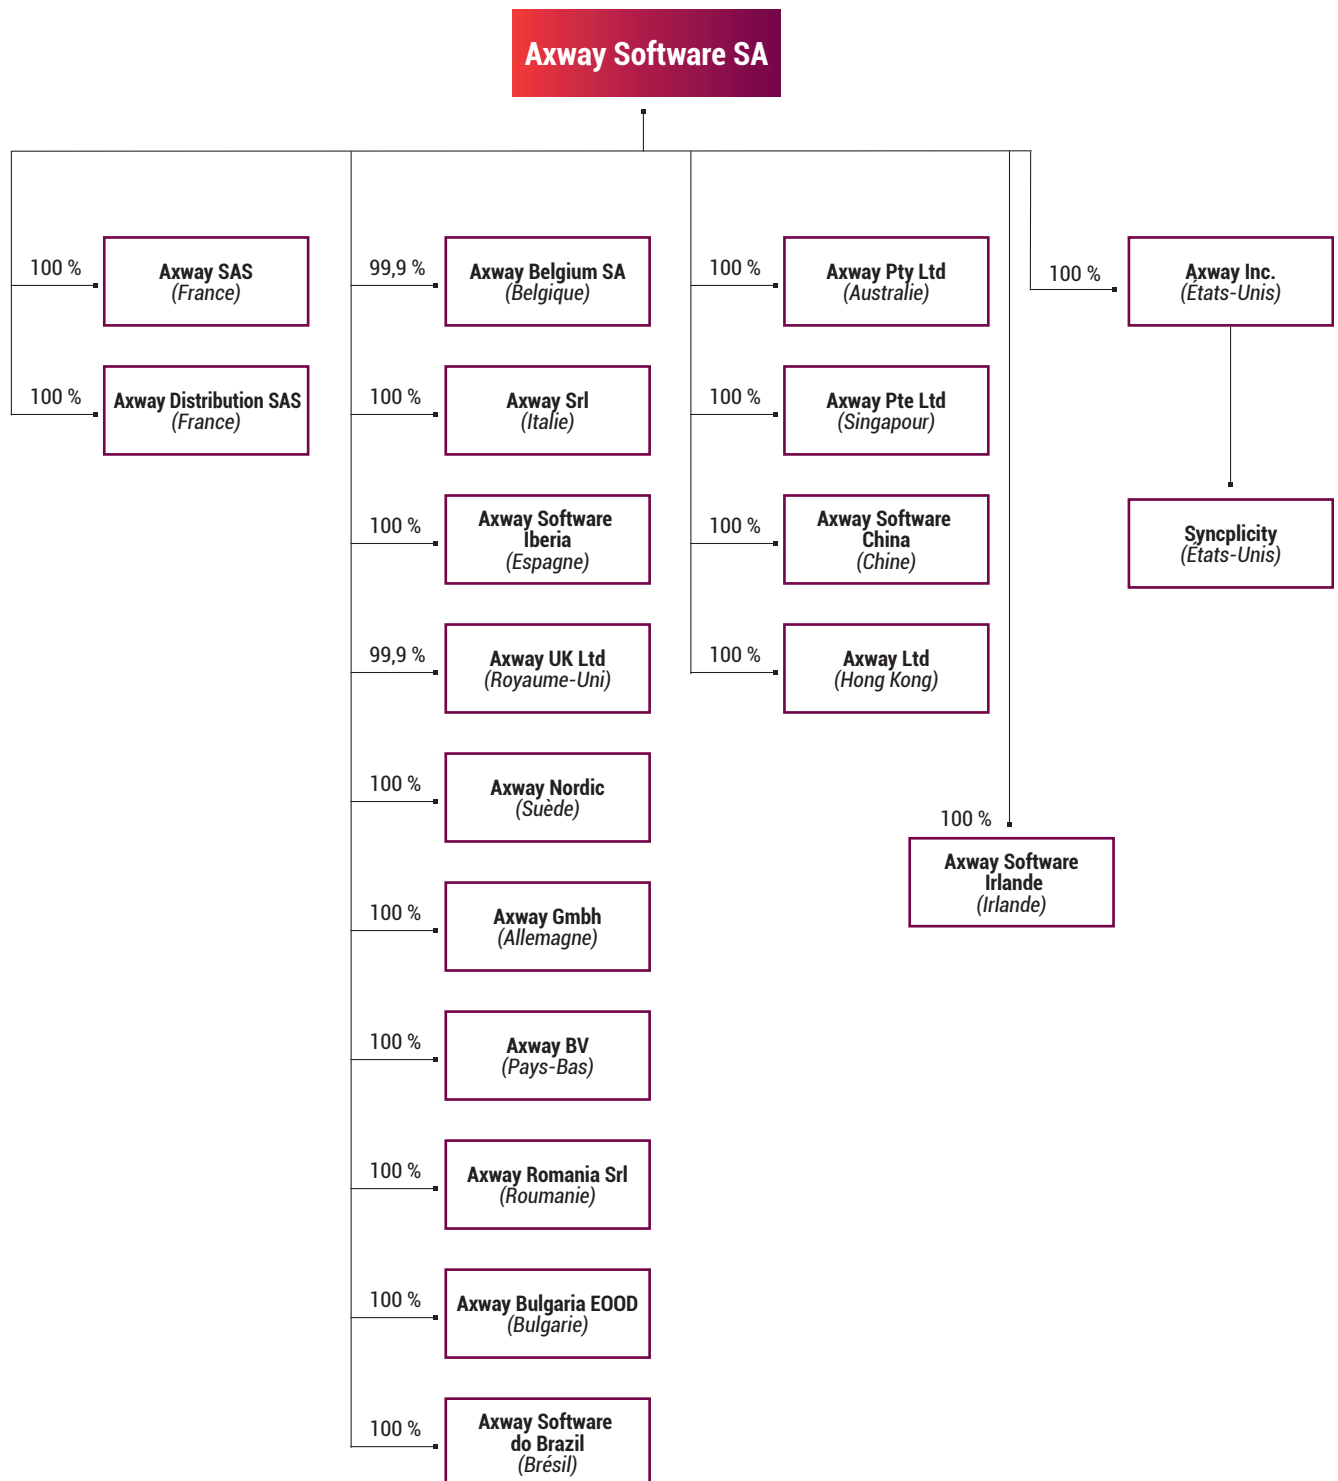 Axway Software SA
100 %
Axway SAS
(France)
100 %
Axway Distribution SAS
(France)
99,9 %
Axway Belgium SA
(Belgique)
100 %
Axway Srl
(Italie)
100 %
Axway Software
Iberia
(Espagne)
99,9 %
Axway UK Ltd
(Royaume-Uni)
100 %
Axway Nordic
(Suède)
100 %
Axway Gmbh
(Allemagne)
100 %
Axway BV
(Pays-Bas)
100 %
Axway Romania Srl
(Roumanie)
100 %
Axway Bulgaria EOOD
(Bulgarie)
100 %
Axway Software
do Brazil
(Brésil)
100 %
Axway Pty Ltd
(Australie)
100 %
Axway Pte Ltd
(Singapour)
100 %
Axway Software
China
(Chine)
100 %
Axway Ltd
(Hong Kong)
100 %
Axway Software
Irlande
(Irlande)
100 %
Axway Inc.
(États-Unis)
Syncplicity
(États-Unis)